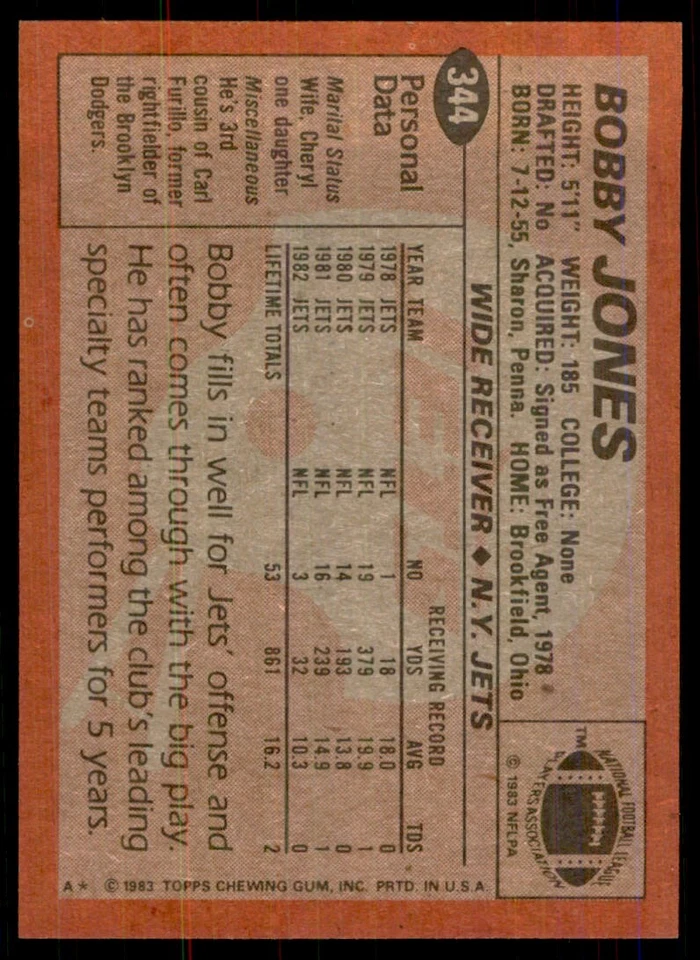 BOBBY JONES
HEIGHT: 5'11" WEIGHT: 185 COLLEGE: None
DRAFTED: No ACQUIRED: Signed as Free Agent, 1978
BORN: 7-12-55, Sharon, Penna. HOME: Brookfield, Ohio
NATIONAL FOOTBALL LEAGUE
PLAYERS ASSOCIATION
TM
© 1983 NFLPA
344
WIDE RECEIVER ◆ N.Y. JETS
Personal
Data
Marital Status
Wife, Cheryl
one daughter
Miscellaneous
He's 3rd
cousin of Carl
Furillo, former
rightfielder of
the Brooklyn
Dodgers.
RECEIVING RECORD
YEAR TEAM NO YDS AVG TDS
1978 JETS NFL 1 18 18.0 0
1979 JETS NFL 19 379 19.9 1
1980 JETS NFL 14 193 13.8 0
1981 JETS NFL 16 239 14.9 1
1982 JETS NFL 3 32 10.3 0
LIFETIME TOTALS 53 861 16.2 2
Bobby fills in well for Jets' offense and
often comes through with the big play.
He has ranked among the club's leading
specialty teams performers for 5 years.
A* © 1983 TOPPS CHEWING GUM, INC. PRTD. IN U.S.A.